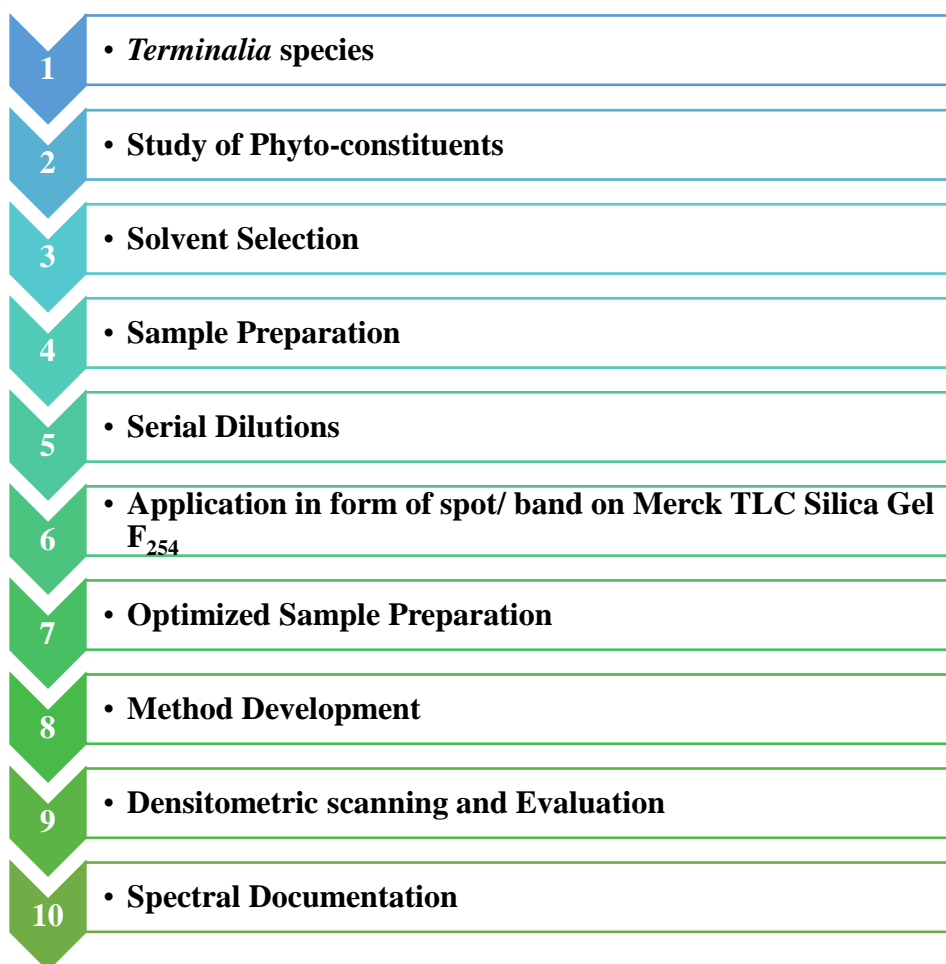 1
• Terminalia species
2
• Study of Phyto-constituents
3
• Solvent Selection
4
• Sample Preparation
5
• Serial Dilutions
6
• Application in form of spot/ band on Merck TLC Silica Gel
F₂₅₄
7
• Optimized Sample Preparation
8
• Method Development
9
• Densitometric scanning and Evaluation
10
• Spectral Documentation